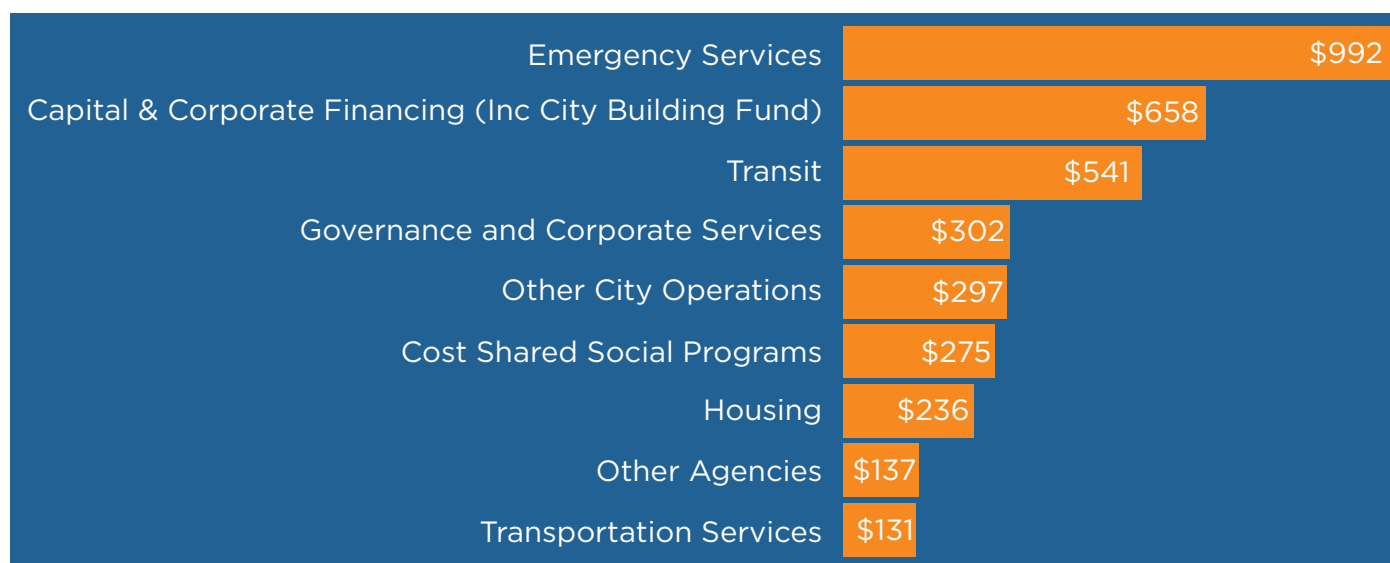 Emergency Services $992
Capital & Corporate Financing (Inc City Building Fund) $658
Transit $541
Governance and Corporate Services $302
Other City Operations $297
Cost Shared Social Programs $275
Housing $236
Other Agencies $137
Transportation Services $131